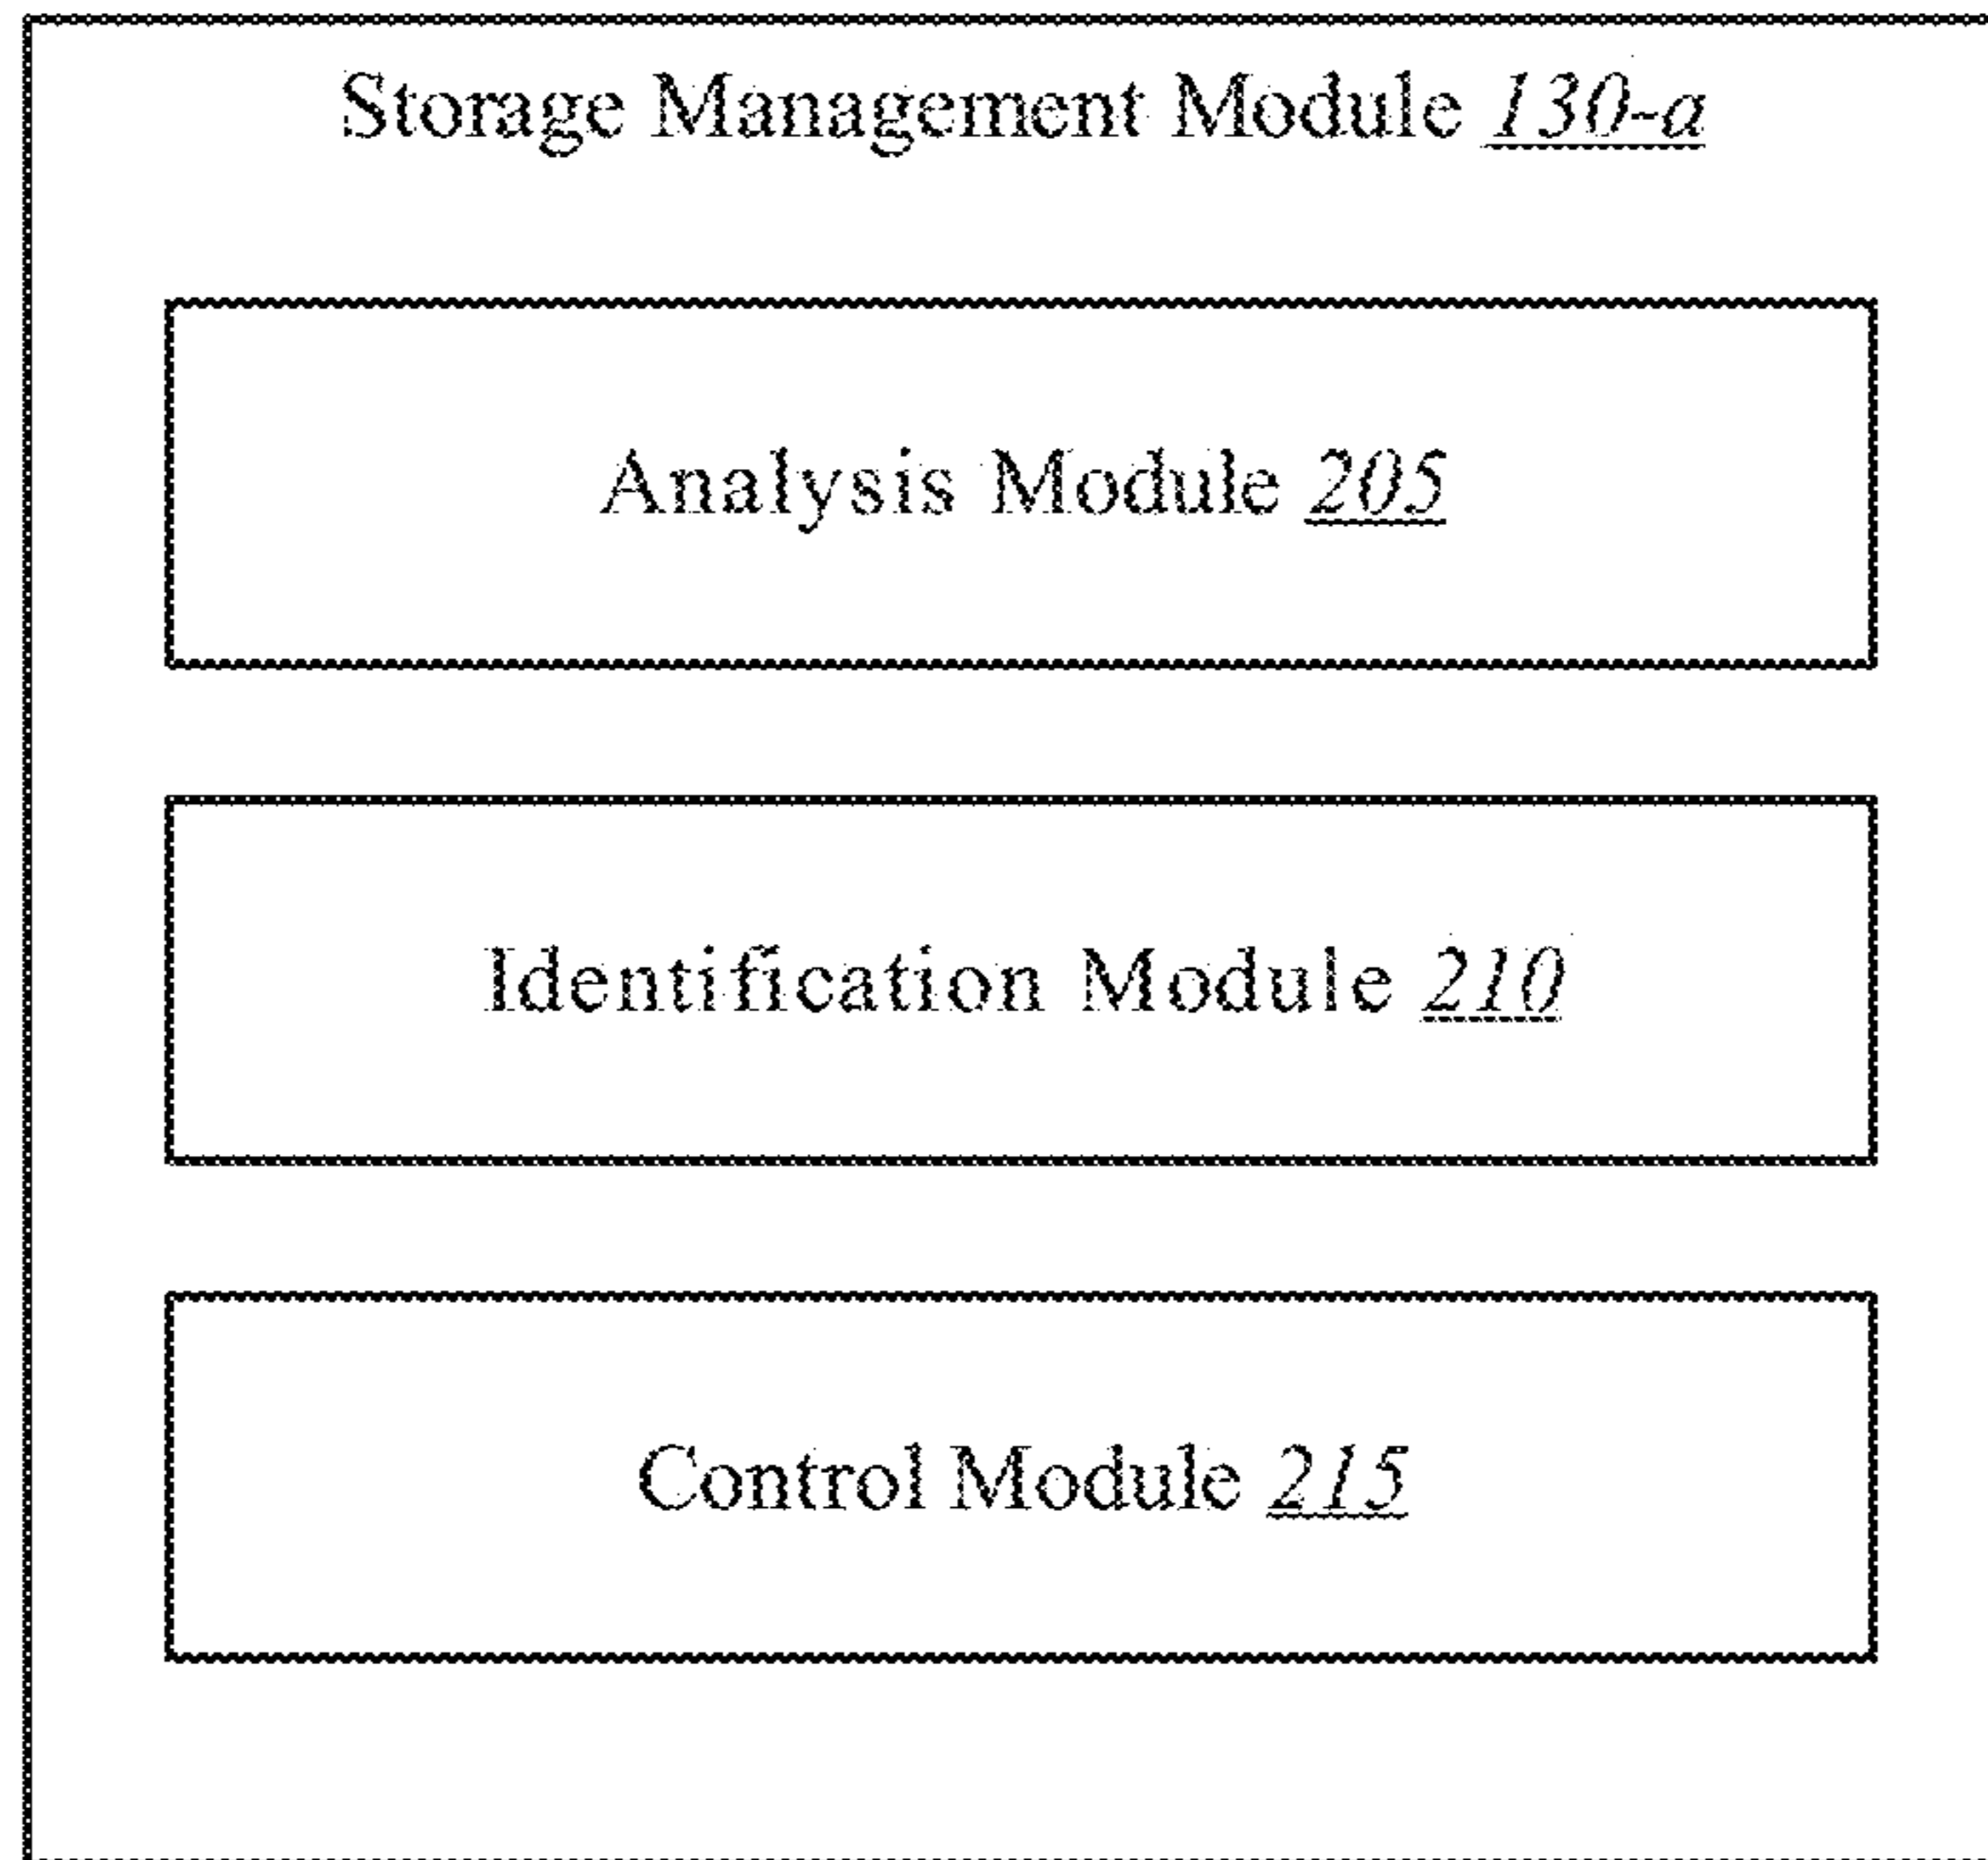 Storage Management Module 130-a
Analysis Module 205
Identification Module 210
Control Module 215